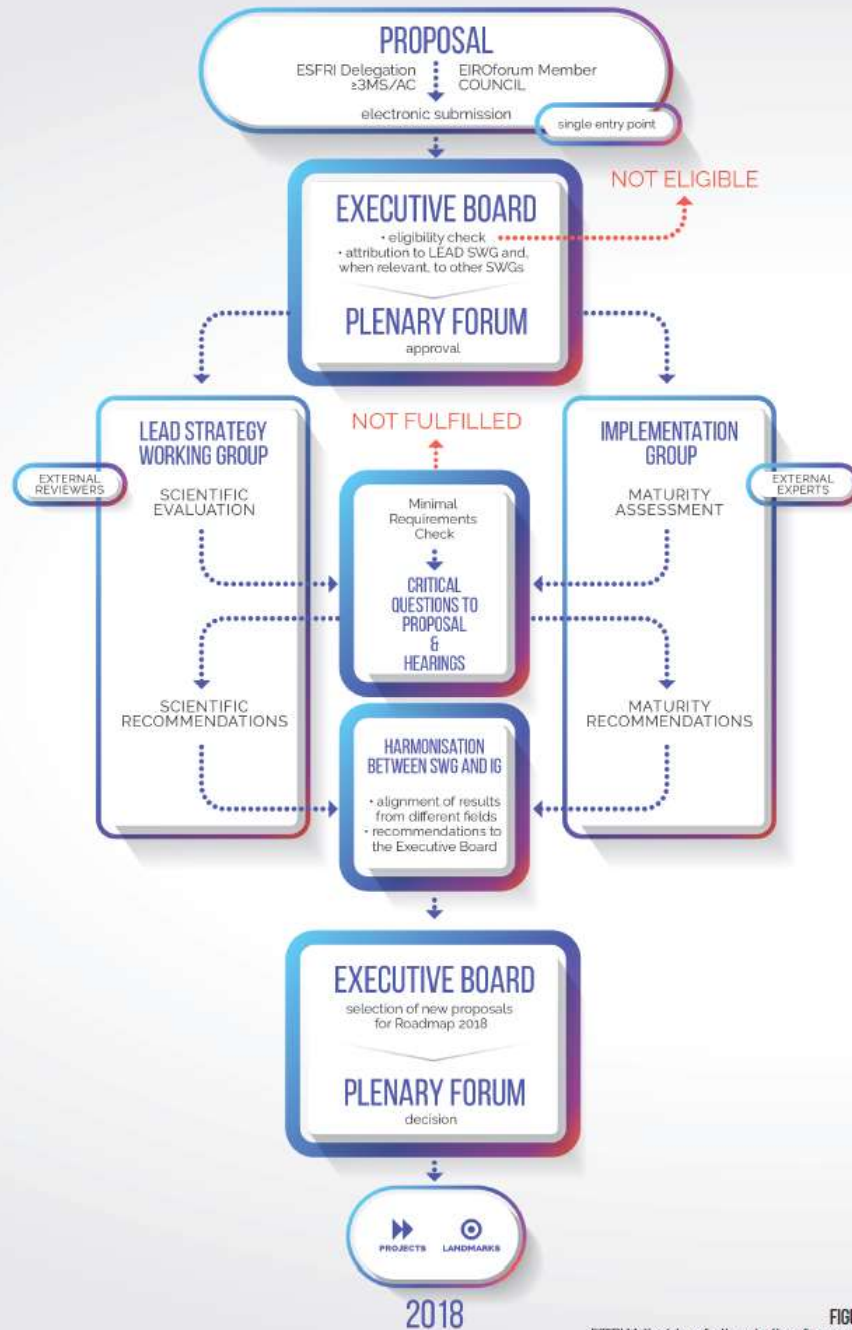 PROPOSAL
ESFRI Delegation
≥3MS/AC
EIROforum Member
COUNCIL
electronic submission
single entry point
NOT ELIGIBLE
EXECUTIVE BOARD
• eligibility check
• attribution to LEAD SWG and,
when relevant, to other SWGs
PLENARY FORUM
approval
LEAD STRATEGY
WORKING GROUP
EXTERNAL
REVIEWERS
SCIENTIFIC
EVALUATION
NOT FULFILLED
Minimal
Requirements
Check
CRITICAL
QUESTIONS TO
PROPOSAL
&
HEARINGS
IMPLEMENTATION
GROUP
EXTERNAL
EXPERTS
MATURITY
ASSESSMENT
SCIENTIFIC
RECOMMENDATIONS
MATURITY
RECOMMENDATIONS
HARMONISATION
BETWEEN SWG AND IG
• alignment of results
from different fields
• recommendations to
the Executive Board
EXECUTIVE BOARD
selection of new proposals
for Roadmap 2018
PLENARY FORUM
decision
PROJECTS
LANDMARKS
2018
FIGU